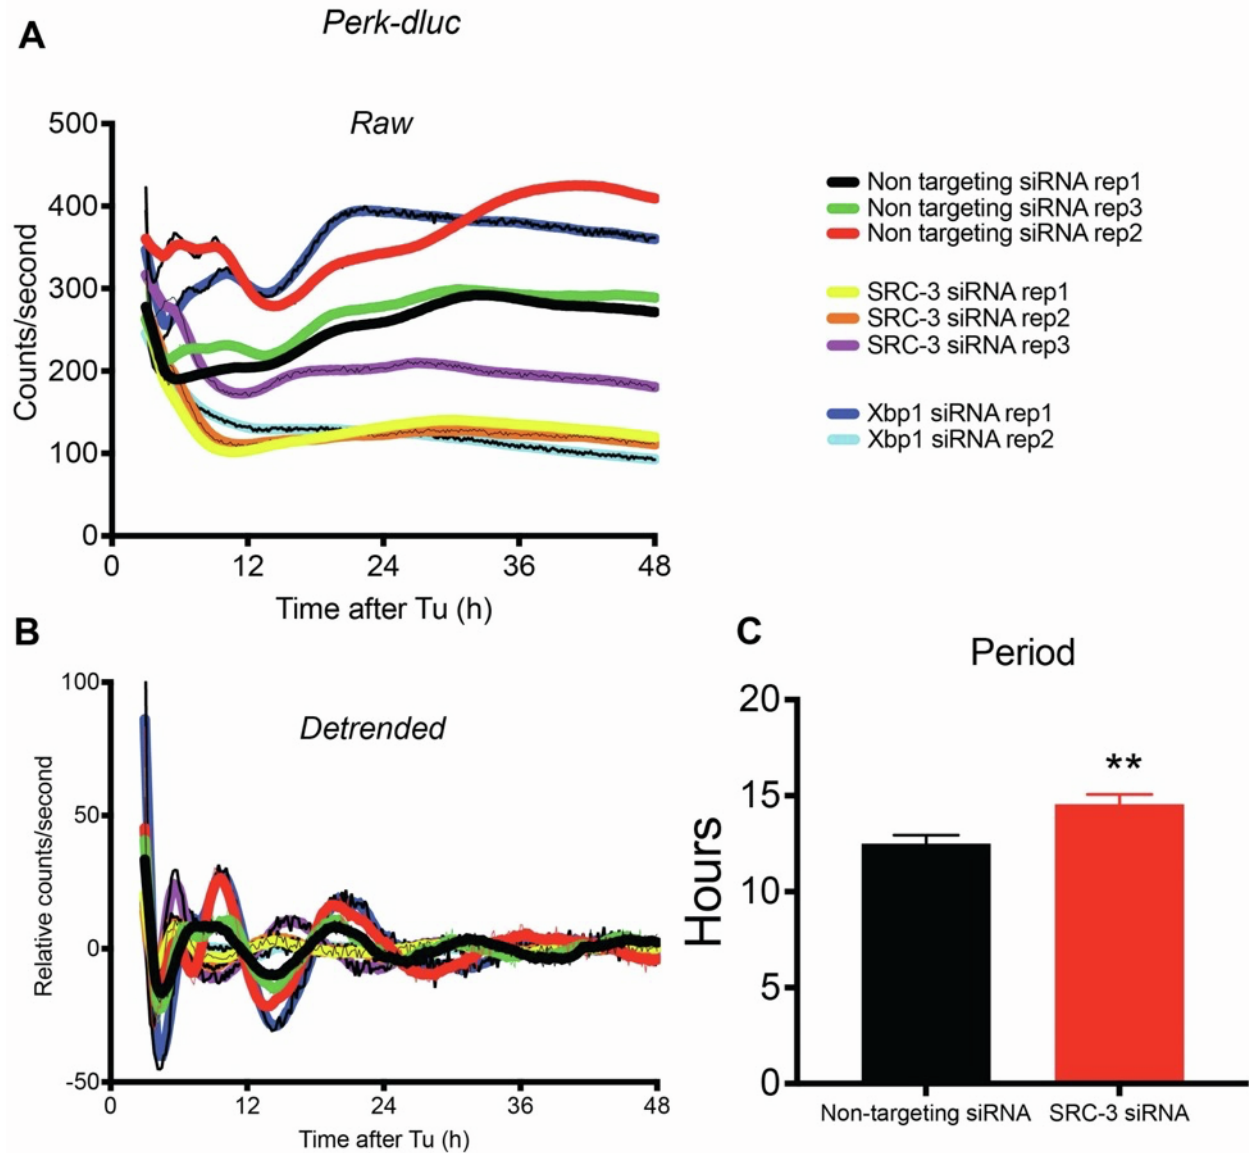 A
Perk-dluc
Raw
500
400
300
200
100
0
Counts/second
0 12 24 36 48
Time after Tu (h)
Non targeting siRNA rep1
Non targeting siRNA rep3
Non targeting siRNA rep2
SRC-3 siRNA rep1
SRC-3 siRNA rep2
SRC-3 siRNA rep3
Xbp1 siRNA rep1
Xbp1 siRNA rep2
B
Detrended
100
50
0
-50
Relative counts/second
0 12 24 36 48
Time after Tu (h)
C
Period
20
15
10
5
0
Hours
**
Non-targeting siRNA SRC-3 siRNA